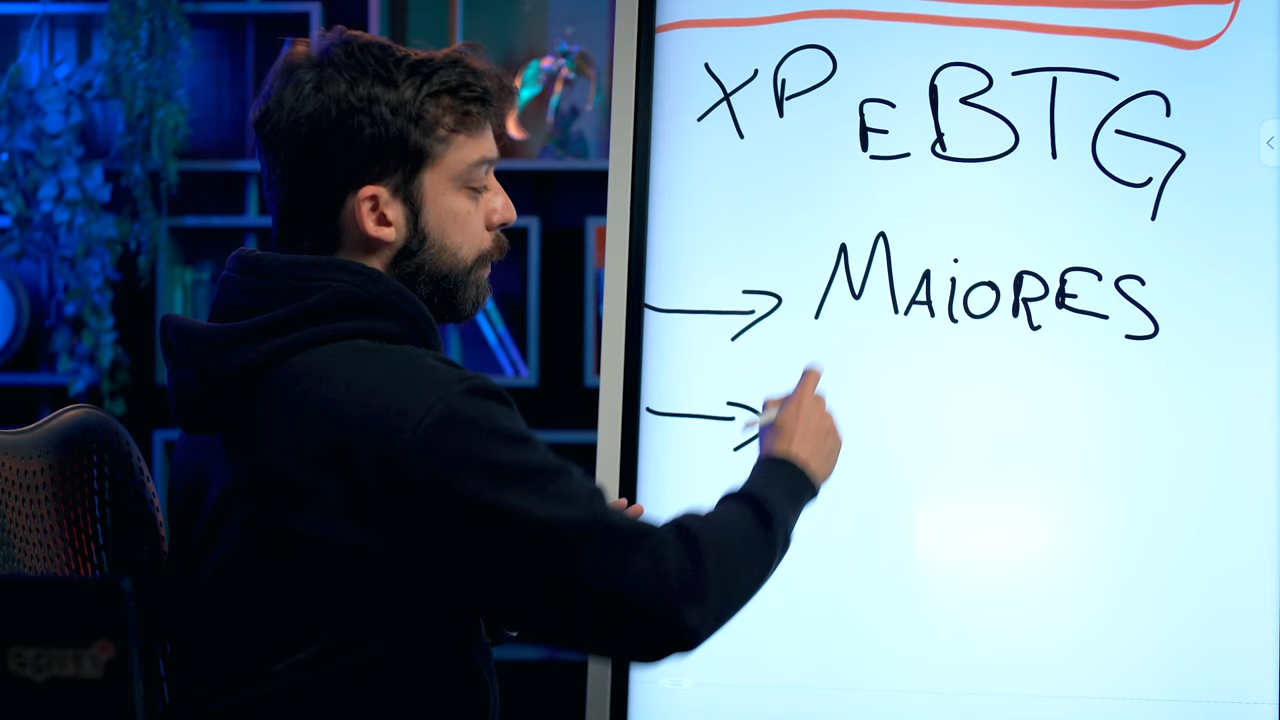 XP E BTG
→ MAiORES
→